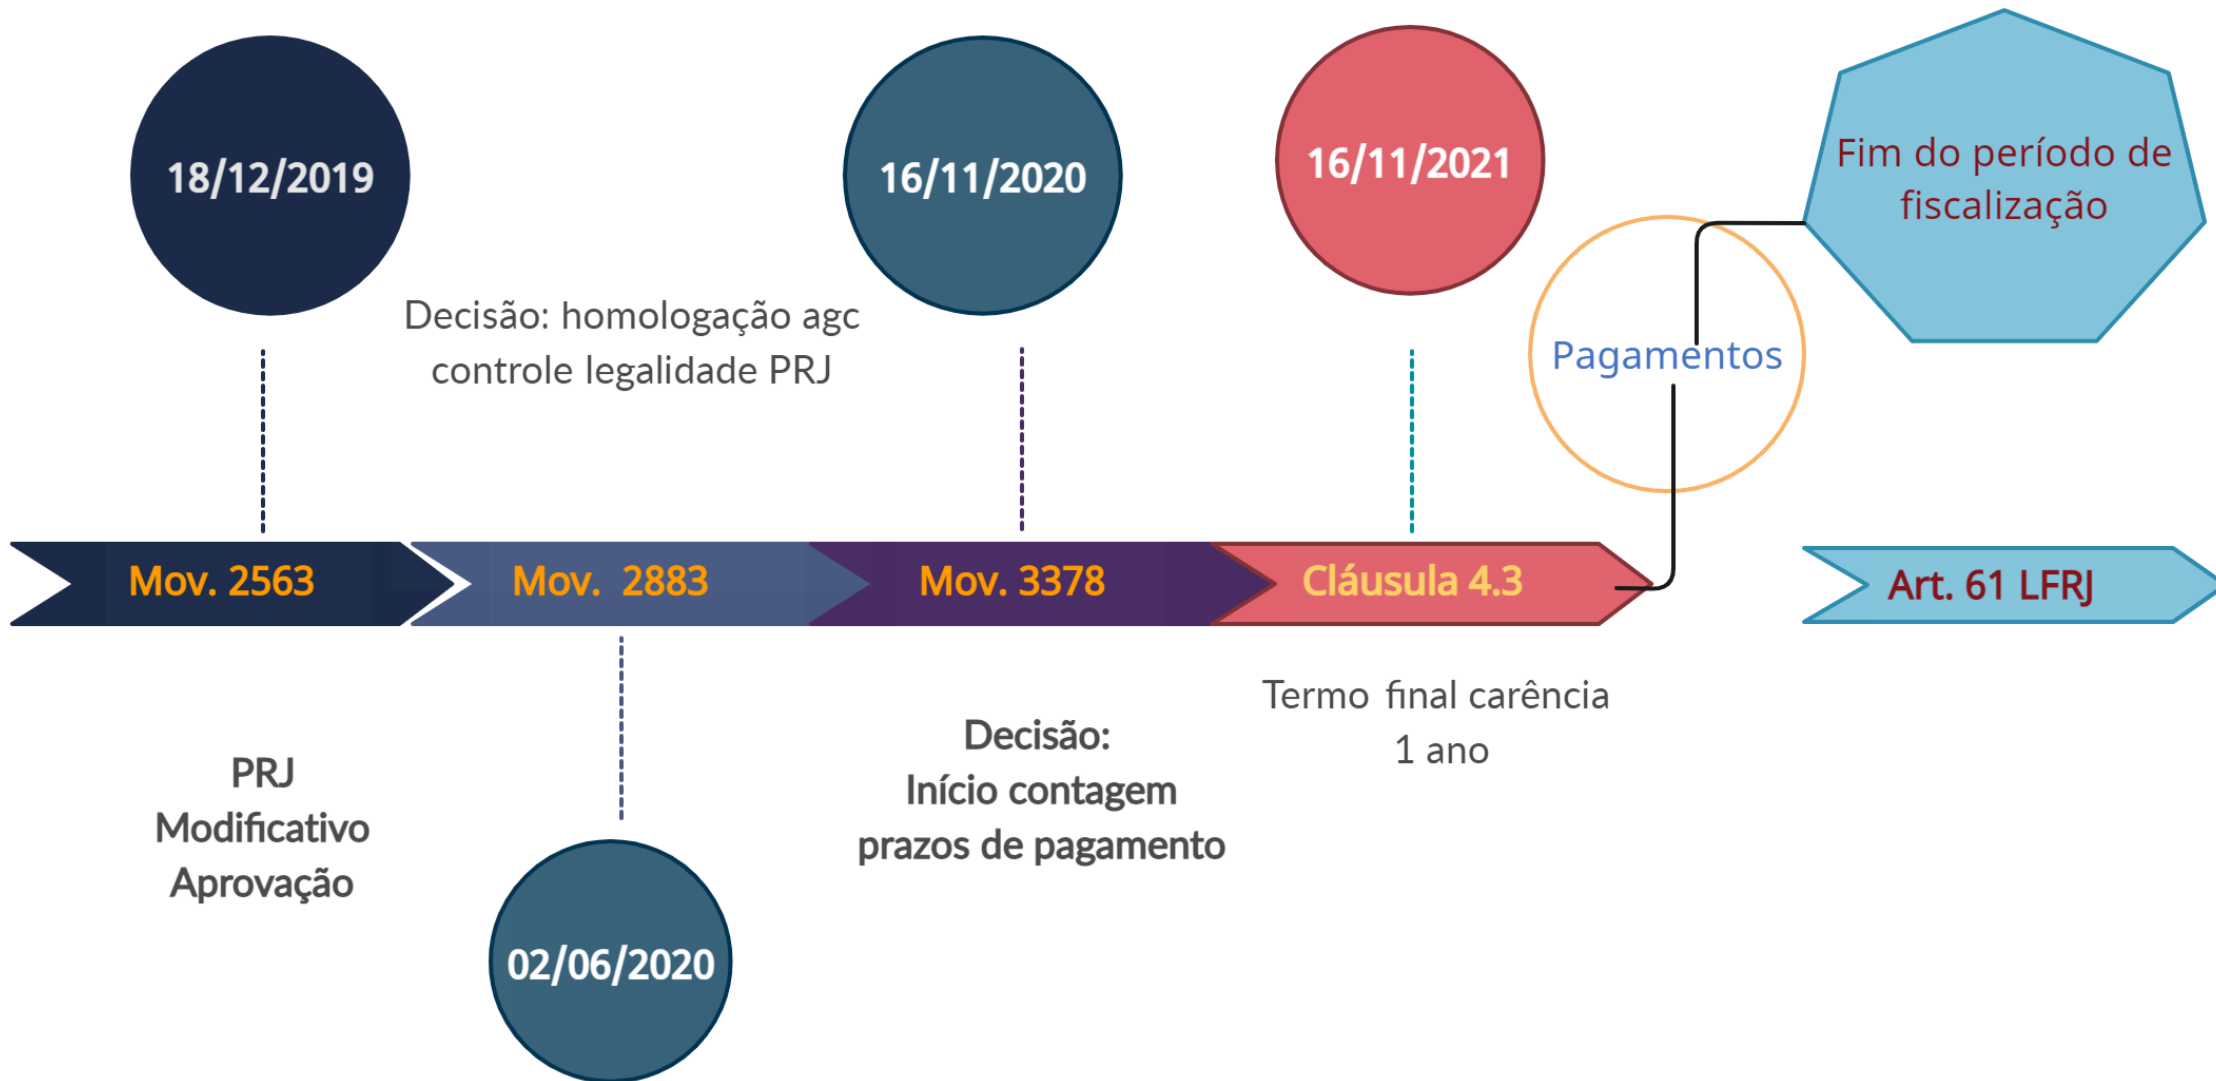 18/12/2019
16/11/2020
16/11/2021
Fim do período de
fiscalização
Decisão: homologação agc
controle legalidade PRJ
Pagamentos
Mov. 2563
Mov. 2883
Mov. 3378
Cláusula 4.3
Art. 61 LFRJ
PRJ
Modificativo
Aprovação
Decisão:
Início contagem
prazos de pagamento
Termo final carência
1 ano
02/06/2020